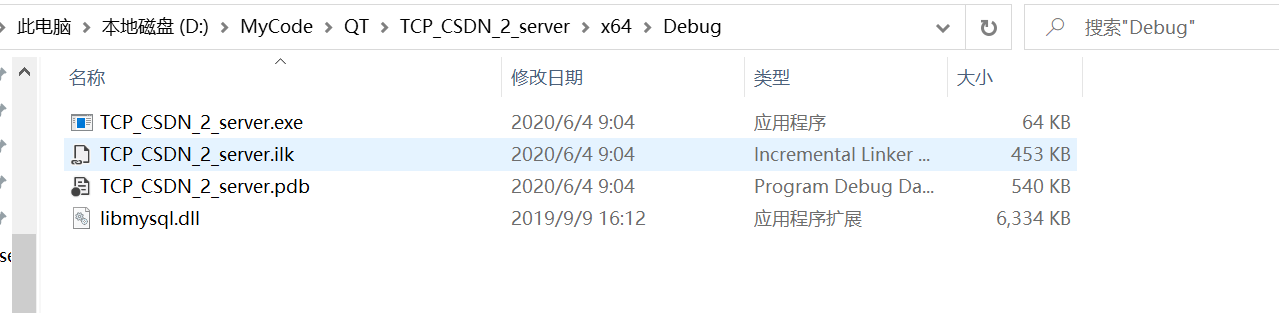 此电脑 > 本地磁盘 (D:) > MyCode > QT > TCP_CSDN_2_server > x64 > Debug 搜索"Debug"
名称 修改日期 类型 大小
TCP_CSDN_2_server.exe 2020/6/4 9:04 应用程序 64 KB
TCP_CSDN_2_server.ilk 2020/6/4 9:04 Incremental Linker ... 453 KB
TCP_CSDN_2_server.pdb 2020/6/4 9:04 Program Debug Da... 540 KB
libmysql.dll 2019/9/9 16:12 应用程序扩展 6,334 KB
se